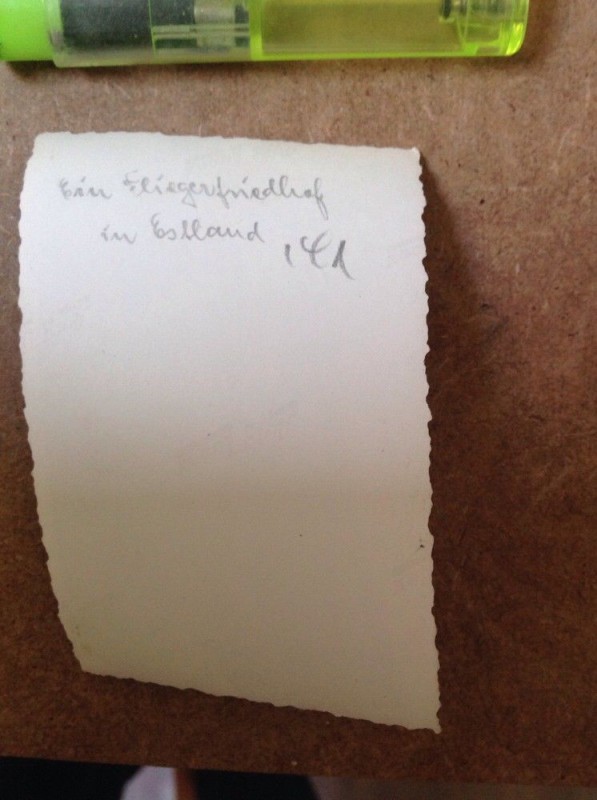 Ein Fliegerfriedhof
in Estland